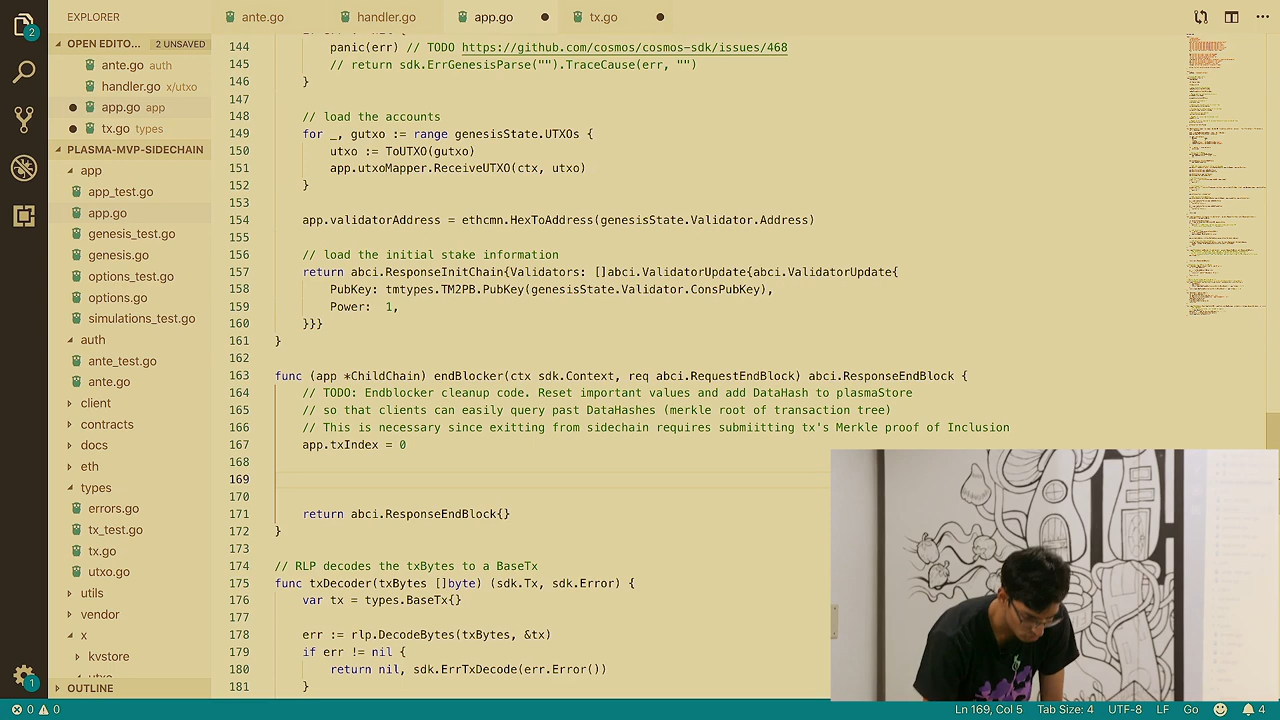 EXPLORER
ante.go
handler.go
app.go
tx.go
2
OPEN EDITO...
2 UNSAVED
ante.go auth
handler.go x/utxo
app.go app
tx.go types
PLASMA-MVP-SIDECHAIN
app
app_test.go
app.go
genesis_test.go
genesis.go
options_test.go
options.go
simulations_test.go
auth
ante_test.go
ante.go
client
contracts
docs
eth
types
errors.go
tx_test.go
tx.go
utxo.go
utils
vendor
x
kvstore
OUTLINE
1
144 panic(err) // TODO https://github.com/cosmos/cosmos-sdk/issues/468
145 // return sdk.ErrGenesisParse("").TraceCause(err, "")
146 }
147
148 // load the accounts
149 for _, gutxo := range genesisState.UTXOs {
150 utxo := ToUTXO(gutxo)
151 app.utxoMapper.ReceiveUTXO(ctx, utxo)
152 }
153
154 app.validatorAddress = ethcmn.HexToAddress(genesisState.Validator.Address)
155
156 // load the initial stake information
157 return abci.ResponseInitChain{Validators: []abci.ValidatorUpdate{abci.ValidatorUpdate{
158 PubKey: tmtypes.TM2PB.PubKey(genesisState.Validator.ConsPubKey),
159 Power: 1,
160 }}}
161 }
162
163 func (app *ChildChain) endBlocker(ctx sdk.Context, req abci.RequestEndBlock) abci.ResponseEndBlock {
164 // TODO: Endblocker cleanup code. Reset important values and add DataHash to plasmaStore
165 // so that clients can easily query past DataHashes (merkle root of transaction tree)
166 // This is necessary since exitting from sidechain requires submiitting tx's Merkle proof of Inclusion
167 app.txIndex = 0
168
169
170
171 return abci.ResponseEndBlock{}
172 }
173
174 // RLP decodes the txBytes to a BaseTx
175 func txDecoder(txBytes []byte) (sdk.Tx, sdk.Error) {
176 var tx = types.BaseTx{}
177
178 err := rlp.DecodeBytes(txBytes, &tx)
179 if err != nil {
180 return nil, sdk.ErrTxDecode(err.Error())
181 }
0 0 Ln 169, Col 5 Tab Size: 4 UTF-8 LF Go 4